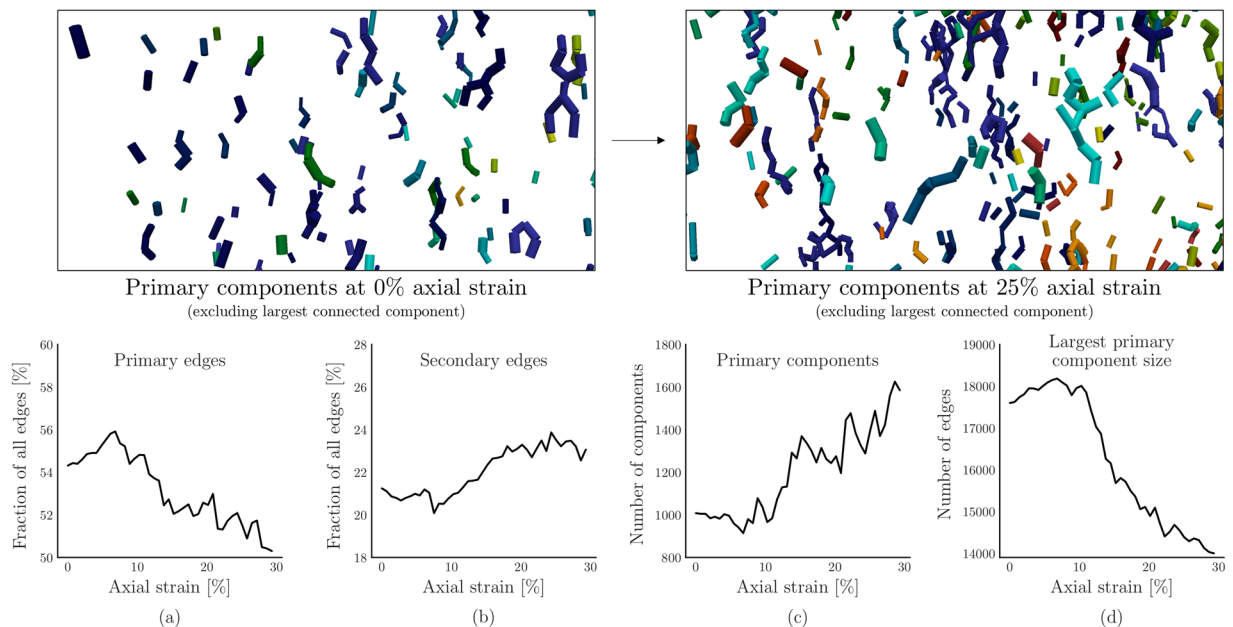 Primary components at 0% axial strain
(excluding largest connected component)
Primary components at 25% axial strain
(excluding largest connected component)
Primary edges
Fraction of all edges [%]
60
58
56
54
52
50
0
10
20
30
Axial strain [%]
(a)
Secondary edges
Fraction of all edges [%]
28
26
24
22
20
18
0
10
20
30
Axial strain [%]
(b)
Primary components
Number of components
1800
1600
1400
1200
1000
800
0
10
20
30
Axial strain [%]
(c)
Largest primary
component size
Number of edges
19000
18000
17000
16000
15000
14000
0
10
20
30
Axial strain [%]
(d)